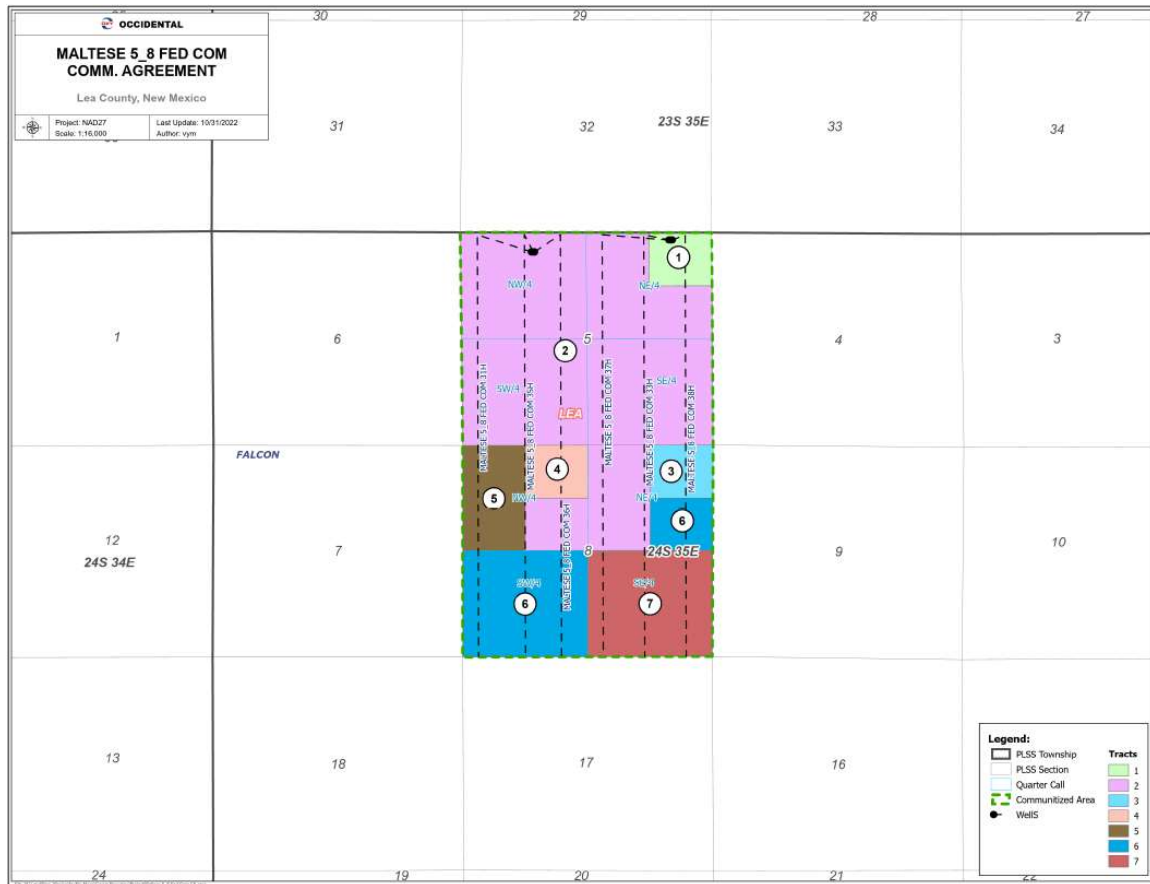 OXY OCCIDENTAL
MALTESE 5_8 FED COM
COMM. AGREEMENT
Lea County, New Mexico
Project: NAD27
Scale: 1:16,000
Last Update: 10/31/2022
Author: vym
30
29
28
27
31
32
23S 35E
33
34
1
NW/4
NE/4
1
6
5
4
3
2
SW/4
SE/4
LEA
MALTESE 5_8 FED COM 31H
MALTESE 5_8 FED COM 35H
MALTESE 5_8 FED COM 37H
MALTESE 5_8 FED COM 33H
MALTESE 5_8 FED COM 38H
FALCON
4
3
5
NW/4
NE/4
6
MALTESE 5_8 FED COM 36H
12
24S 34E
7
8
24S 35E
9
10
SW/4
SE/4
6
7
13
18
17
16
24
19
20
21
22
Legend:
PLSS Township
PLSS Section
Quarter Call
Communitized Area
WellS
Tracts
1
2
3
4
5
6
7